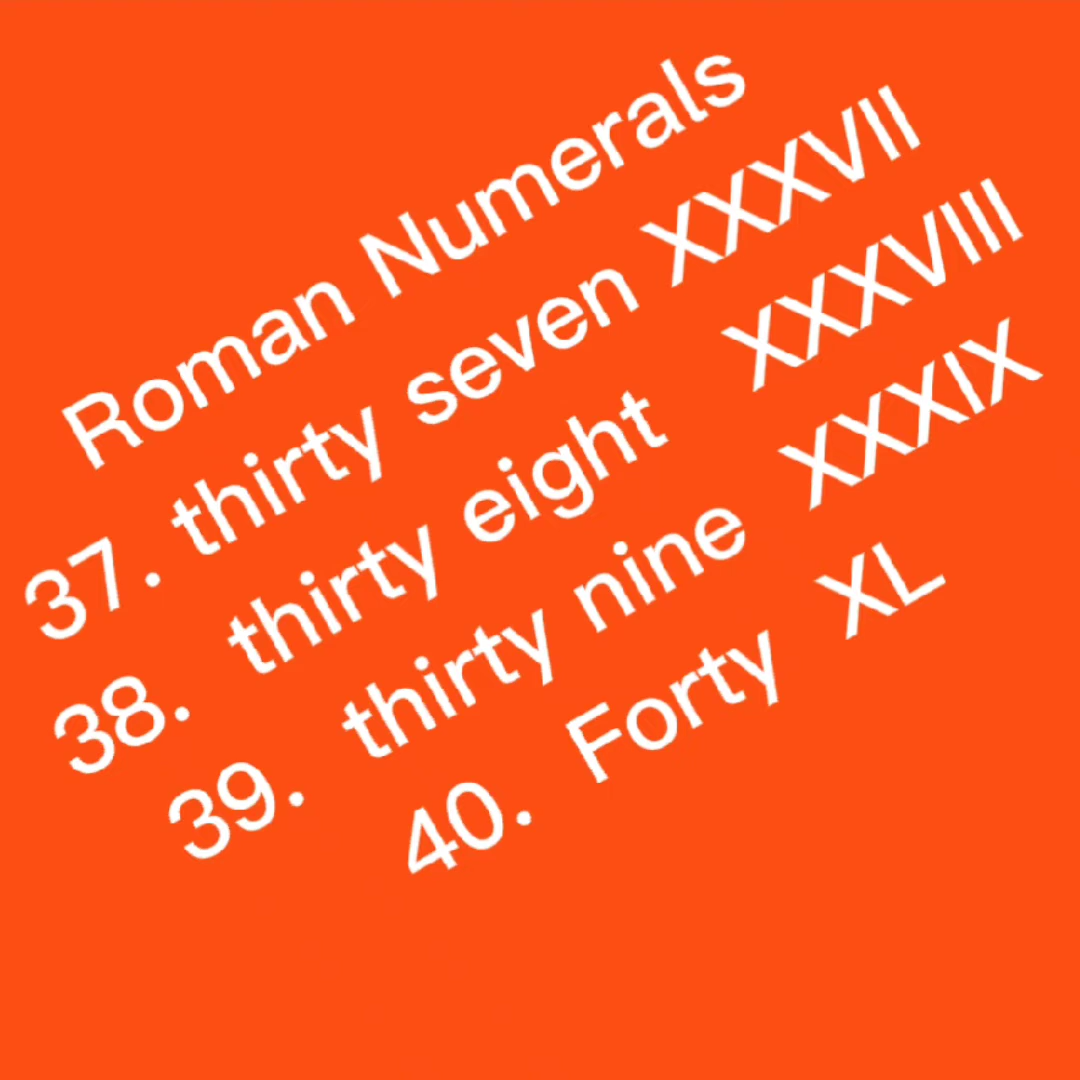 Roman Numerals
37. thirty seven XXXVII
38. thirty eight XXXVIII
39. thirty nine XXXIX
40. Forty XL